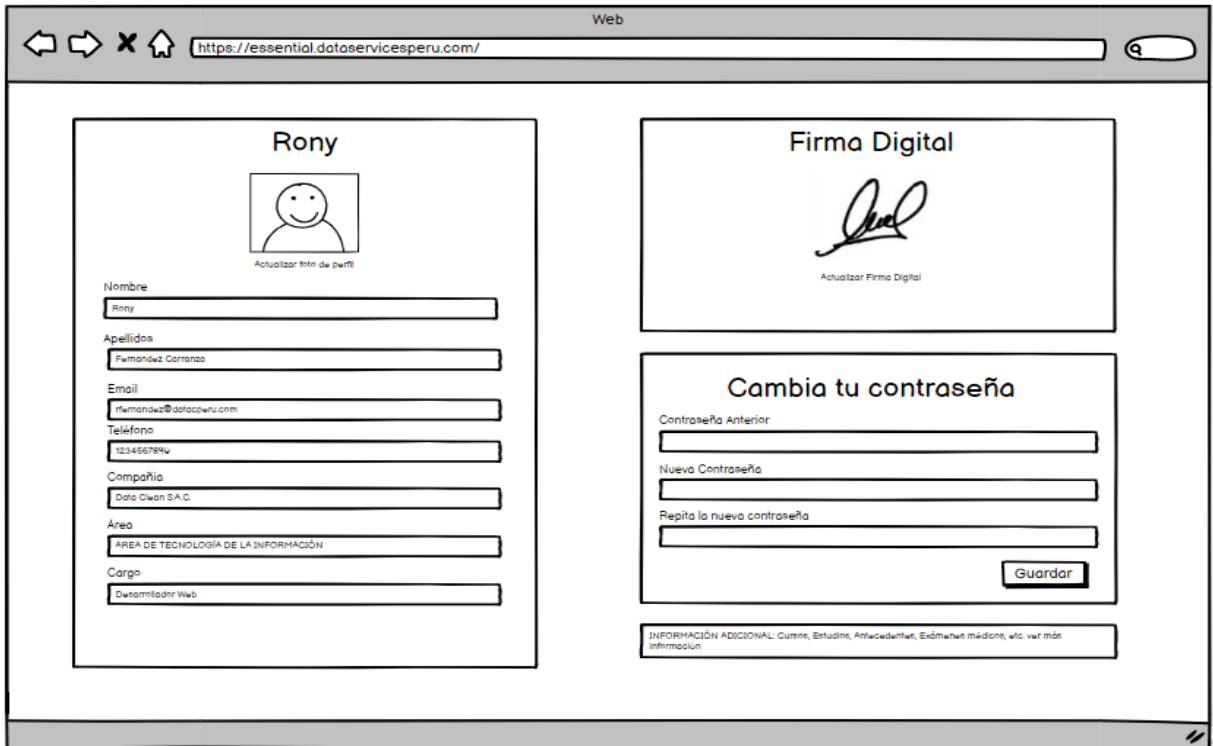 Web
https://essential.dataservicesperu.com/
Rony
Actualizar foto de perfil
Nombre
Rony
Apellidos
Fernandez Carranza
Email
rfernandez@datacperu.com
Teléfono
1234567890
Compañia
Data Clean S.A.C.
Área
AREA DE TECNOLOGÍA DE LA INFORMACIÓN
Cargo
Desarrollador Web
Firma Digital
Actualizar Firma Digital
Cambia tu contraseña
Contraseña Anterior
Nueva Contraseña
Repita la nueva contraseña
Guardar
INFORMACIÓN ADICIONAL: Cursos, Estudios, Antecedentes, Exámenes médicos, etc. ver más
información